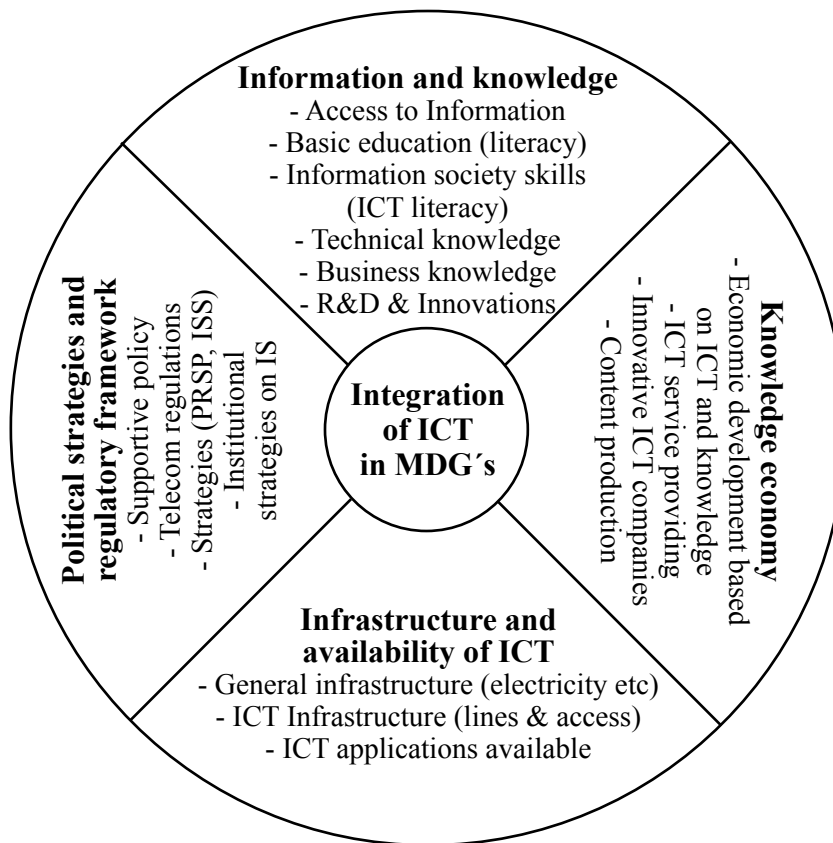 Information and knowledge
- Access to Information
- Basic education (literacy)
- Information society skills
(ICT literacy)
- Technical knowledge
- Business knowledge
- R&D & Innovations
Political strategies and
regulatory framework
- Supportive policy
- Telecom regulations
- Strategies (PRSP, ISS)
- Institutional
strategies on IS
Integration
of ICT
in MDG´s
Knowledge economy
- Economic development based
on ICT and knowledge
- ICT service providing
- Innovative ICT companies
- Content production
Infrastructure and
availability of ICT
- General infrastructure (electricity etc)
- ICT Infrastructure (lines & access)
- ICT applications available